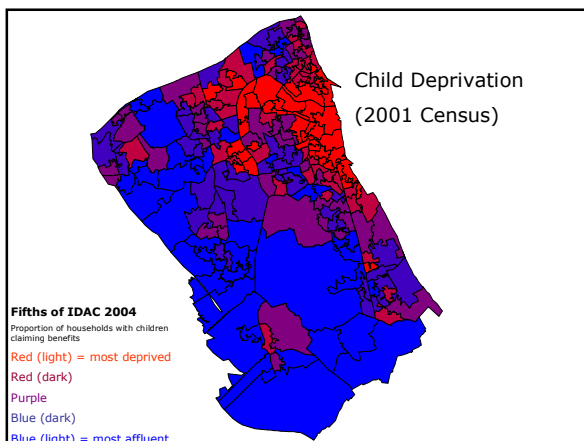 Child Deprivation
(2001 Census)
Fifths of IDAC 2004
Proportion of households with children
claiming benefits
Red (light) = most deprived
Red (dark)
Purple
Blue (dark)
Blue (light) = most affluent